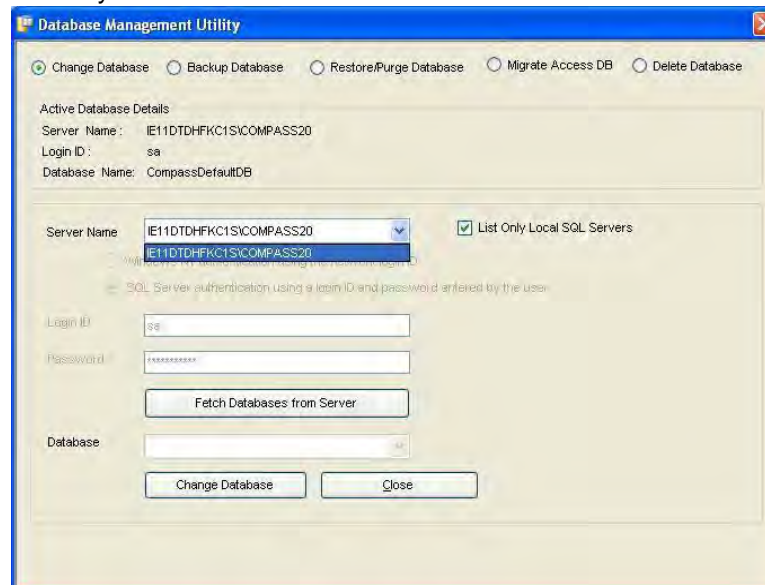 Database Management Utility
Change Database Backup Database Restore/Purge Database Migrate Access DB Delete Database
Active Database Details
Server Name : IE11DTDHFKC1S\COMPASS20
Login ID : sa
Database Name: CompassDefaultDB
Server Name IE11DTDHFKC1S\COMPASS20 List Only Local SQL Servers
IE11DTDHFKC1S\COMPASS20
SQL Server authentication using a login ID and password entered by the user
Login ID sa
Password ***********
Fetch Databases from Server
Database
Change Database Close